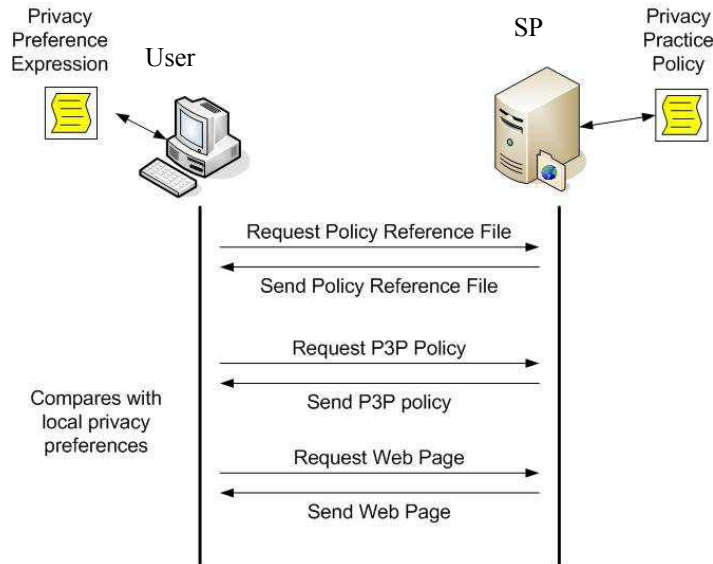 Privacy
Preference
Expression
User
SP
Privacy
Practice
Policy
Request Policy Reference File
Send Policy Reference File
Request P3P Policy
Send P3P policy
Compares with
local privacy
preferences
Request Web Page
Send Web Page